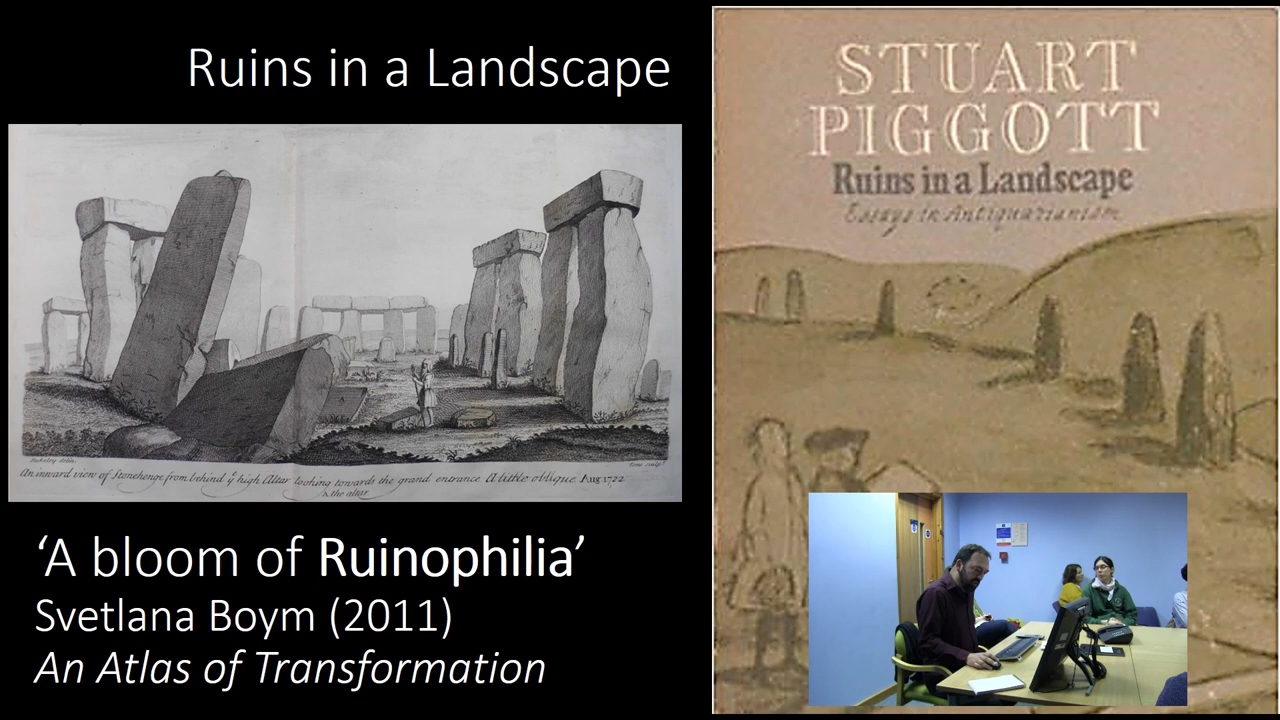 Ruins in a Landscape
An inward view of Stonehenge from behind yᵉ high Altar looking towards the grand entrance A little oblique Aug 1722
A the altar
‘A bloom of Ruinophilia’
Svetlana Boym (2011)
An Atlas of Transformation
STUART
PIGGOTT
Ruins in a Landscape
Essays in Antiquarianism